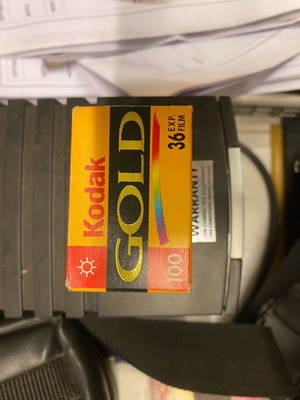 Kodak
GOLD
100
36 EXP.
FILM
WARRANTY